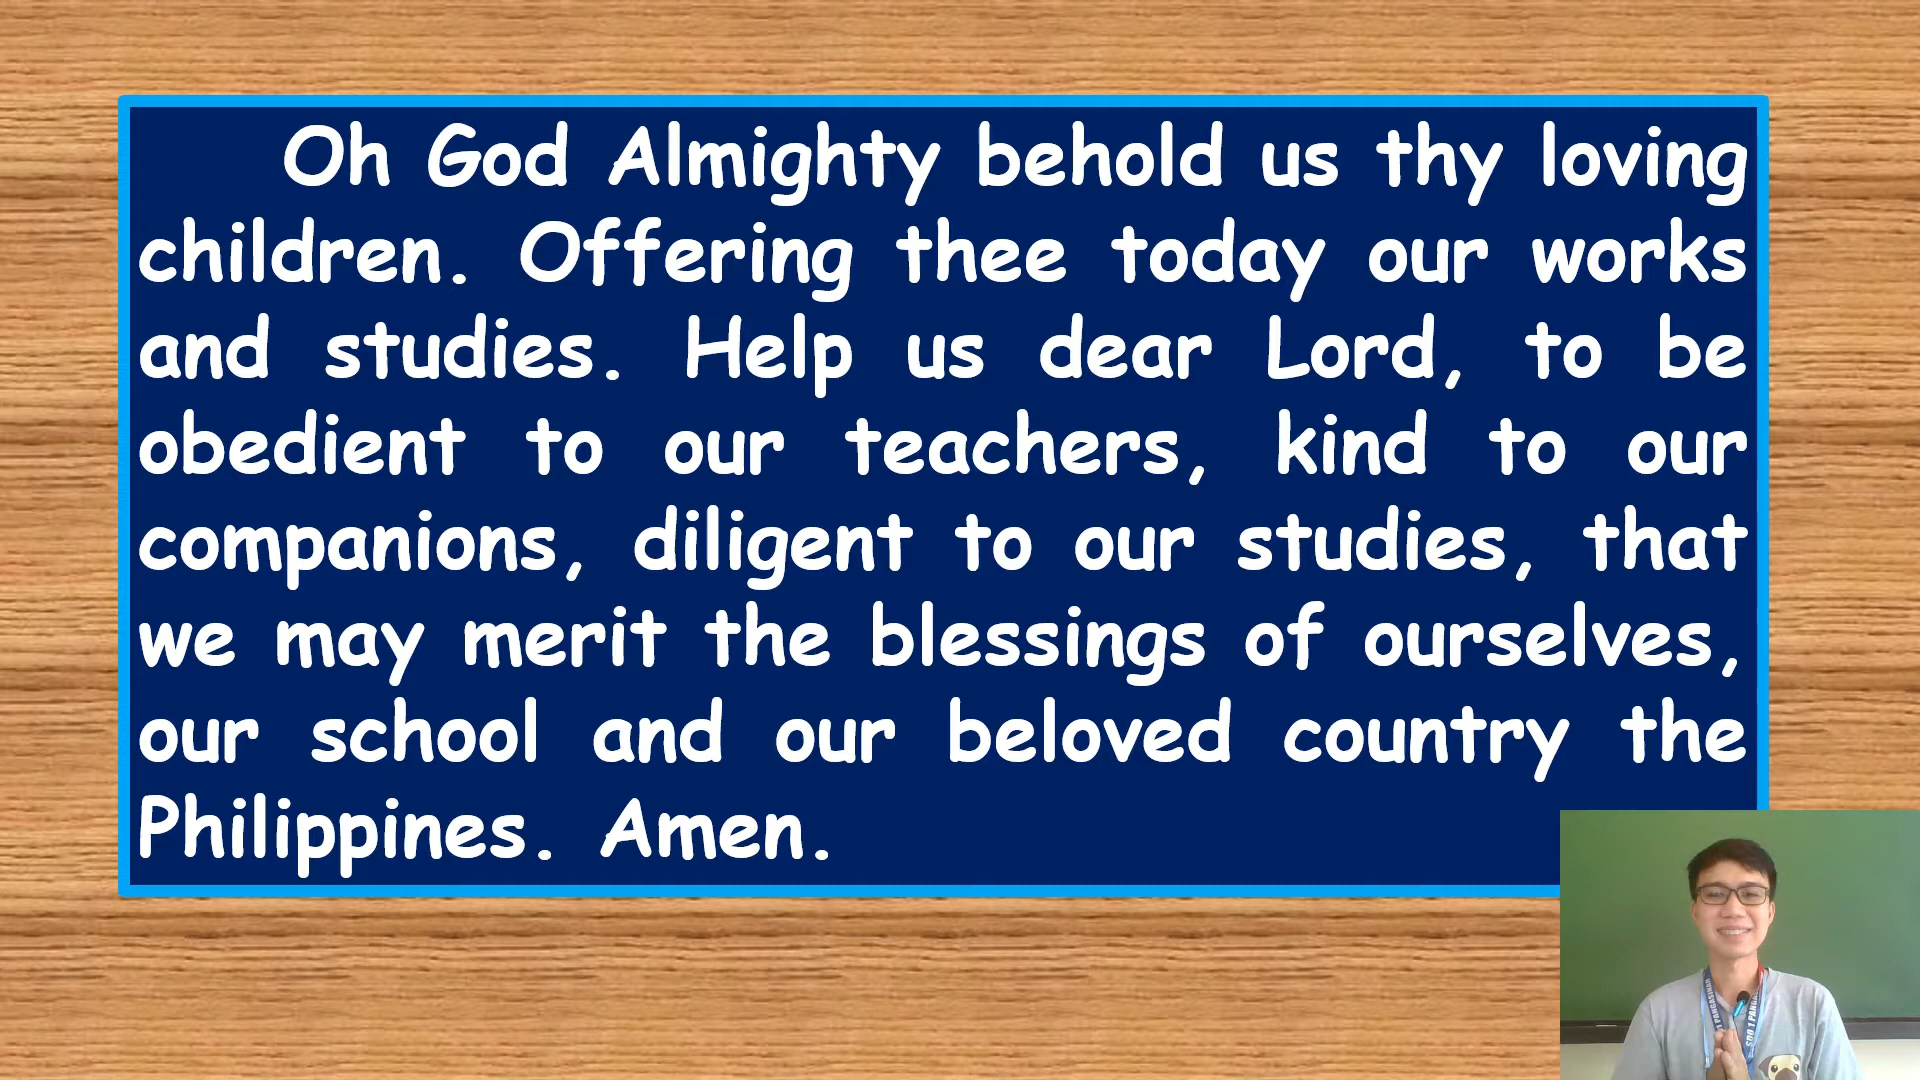 Oh God Almighty behold us thy loving
children. Offering thee today our works
and studies. Help us dear Lord, to be
obedient to our teachers, kind to our
companions, diligent to our studies, that
we may merit the blessings of ourselves,
our school and our beloved country the
Philippines. Amen.